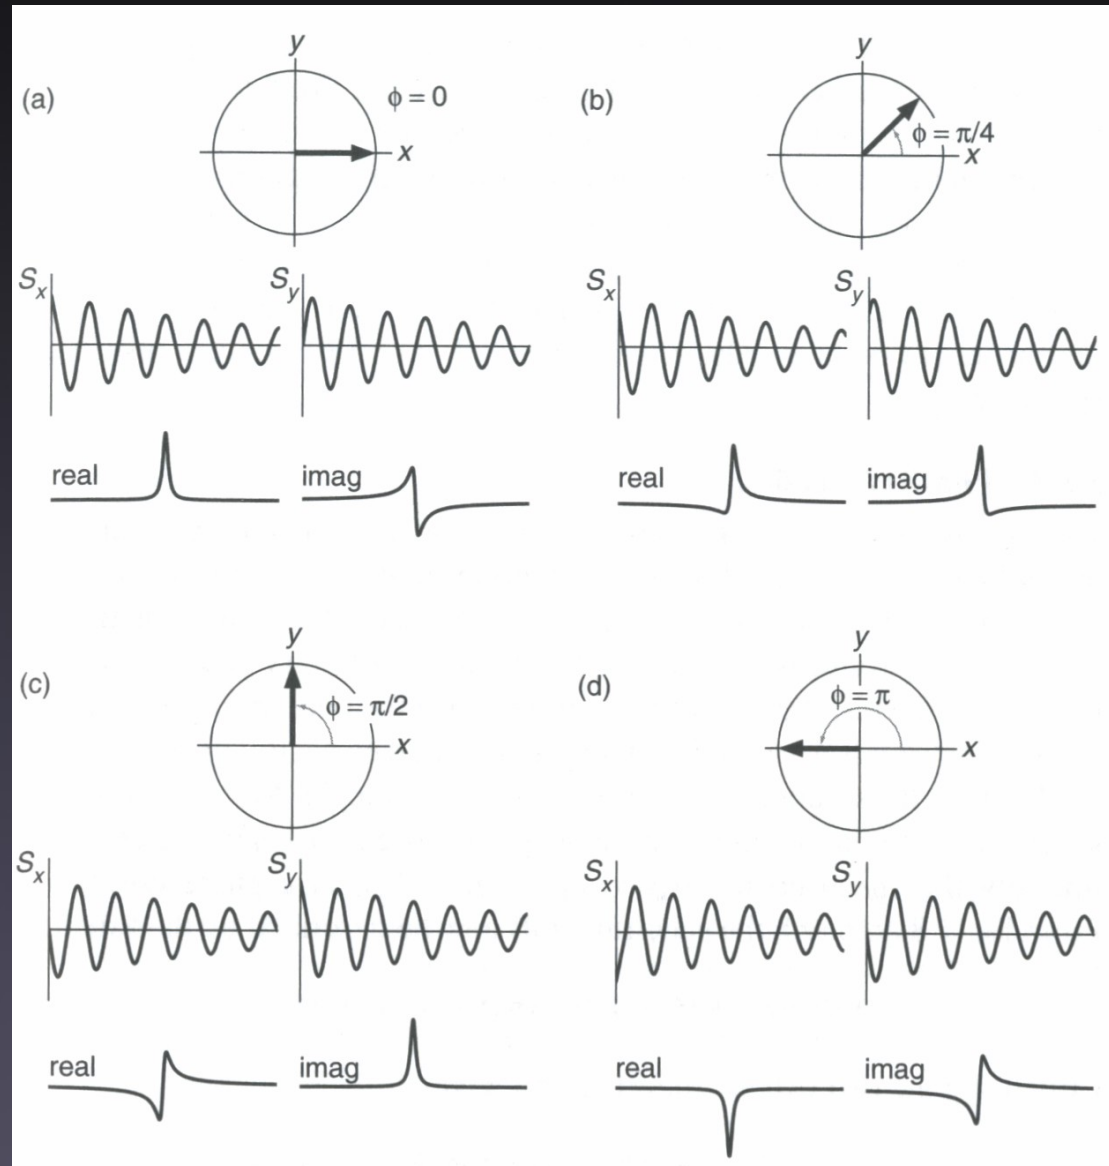 (a)
y
ϕ = 0
x
S_x
S_y
real
imag
(b)
y
ϕ = π/4
x
S_x
S_y
real
imag
(c)
y
ϕ = π/2
x
S_x
S_y
real
imag
(d)
y
ϕ = π
x
S_x
S_y
real
imag